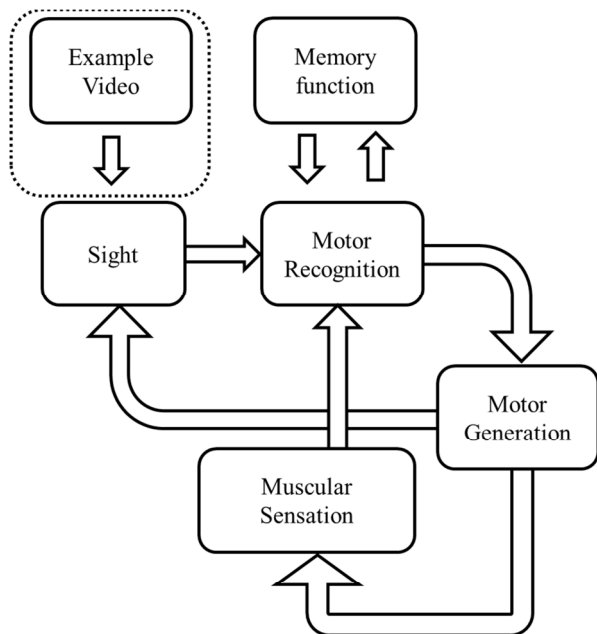 Example
Video
Memory
function
Sight
Motor
Recognition
Motor
Generation
Muscular
Sensation